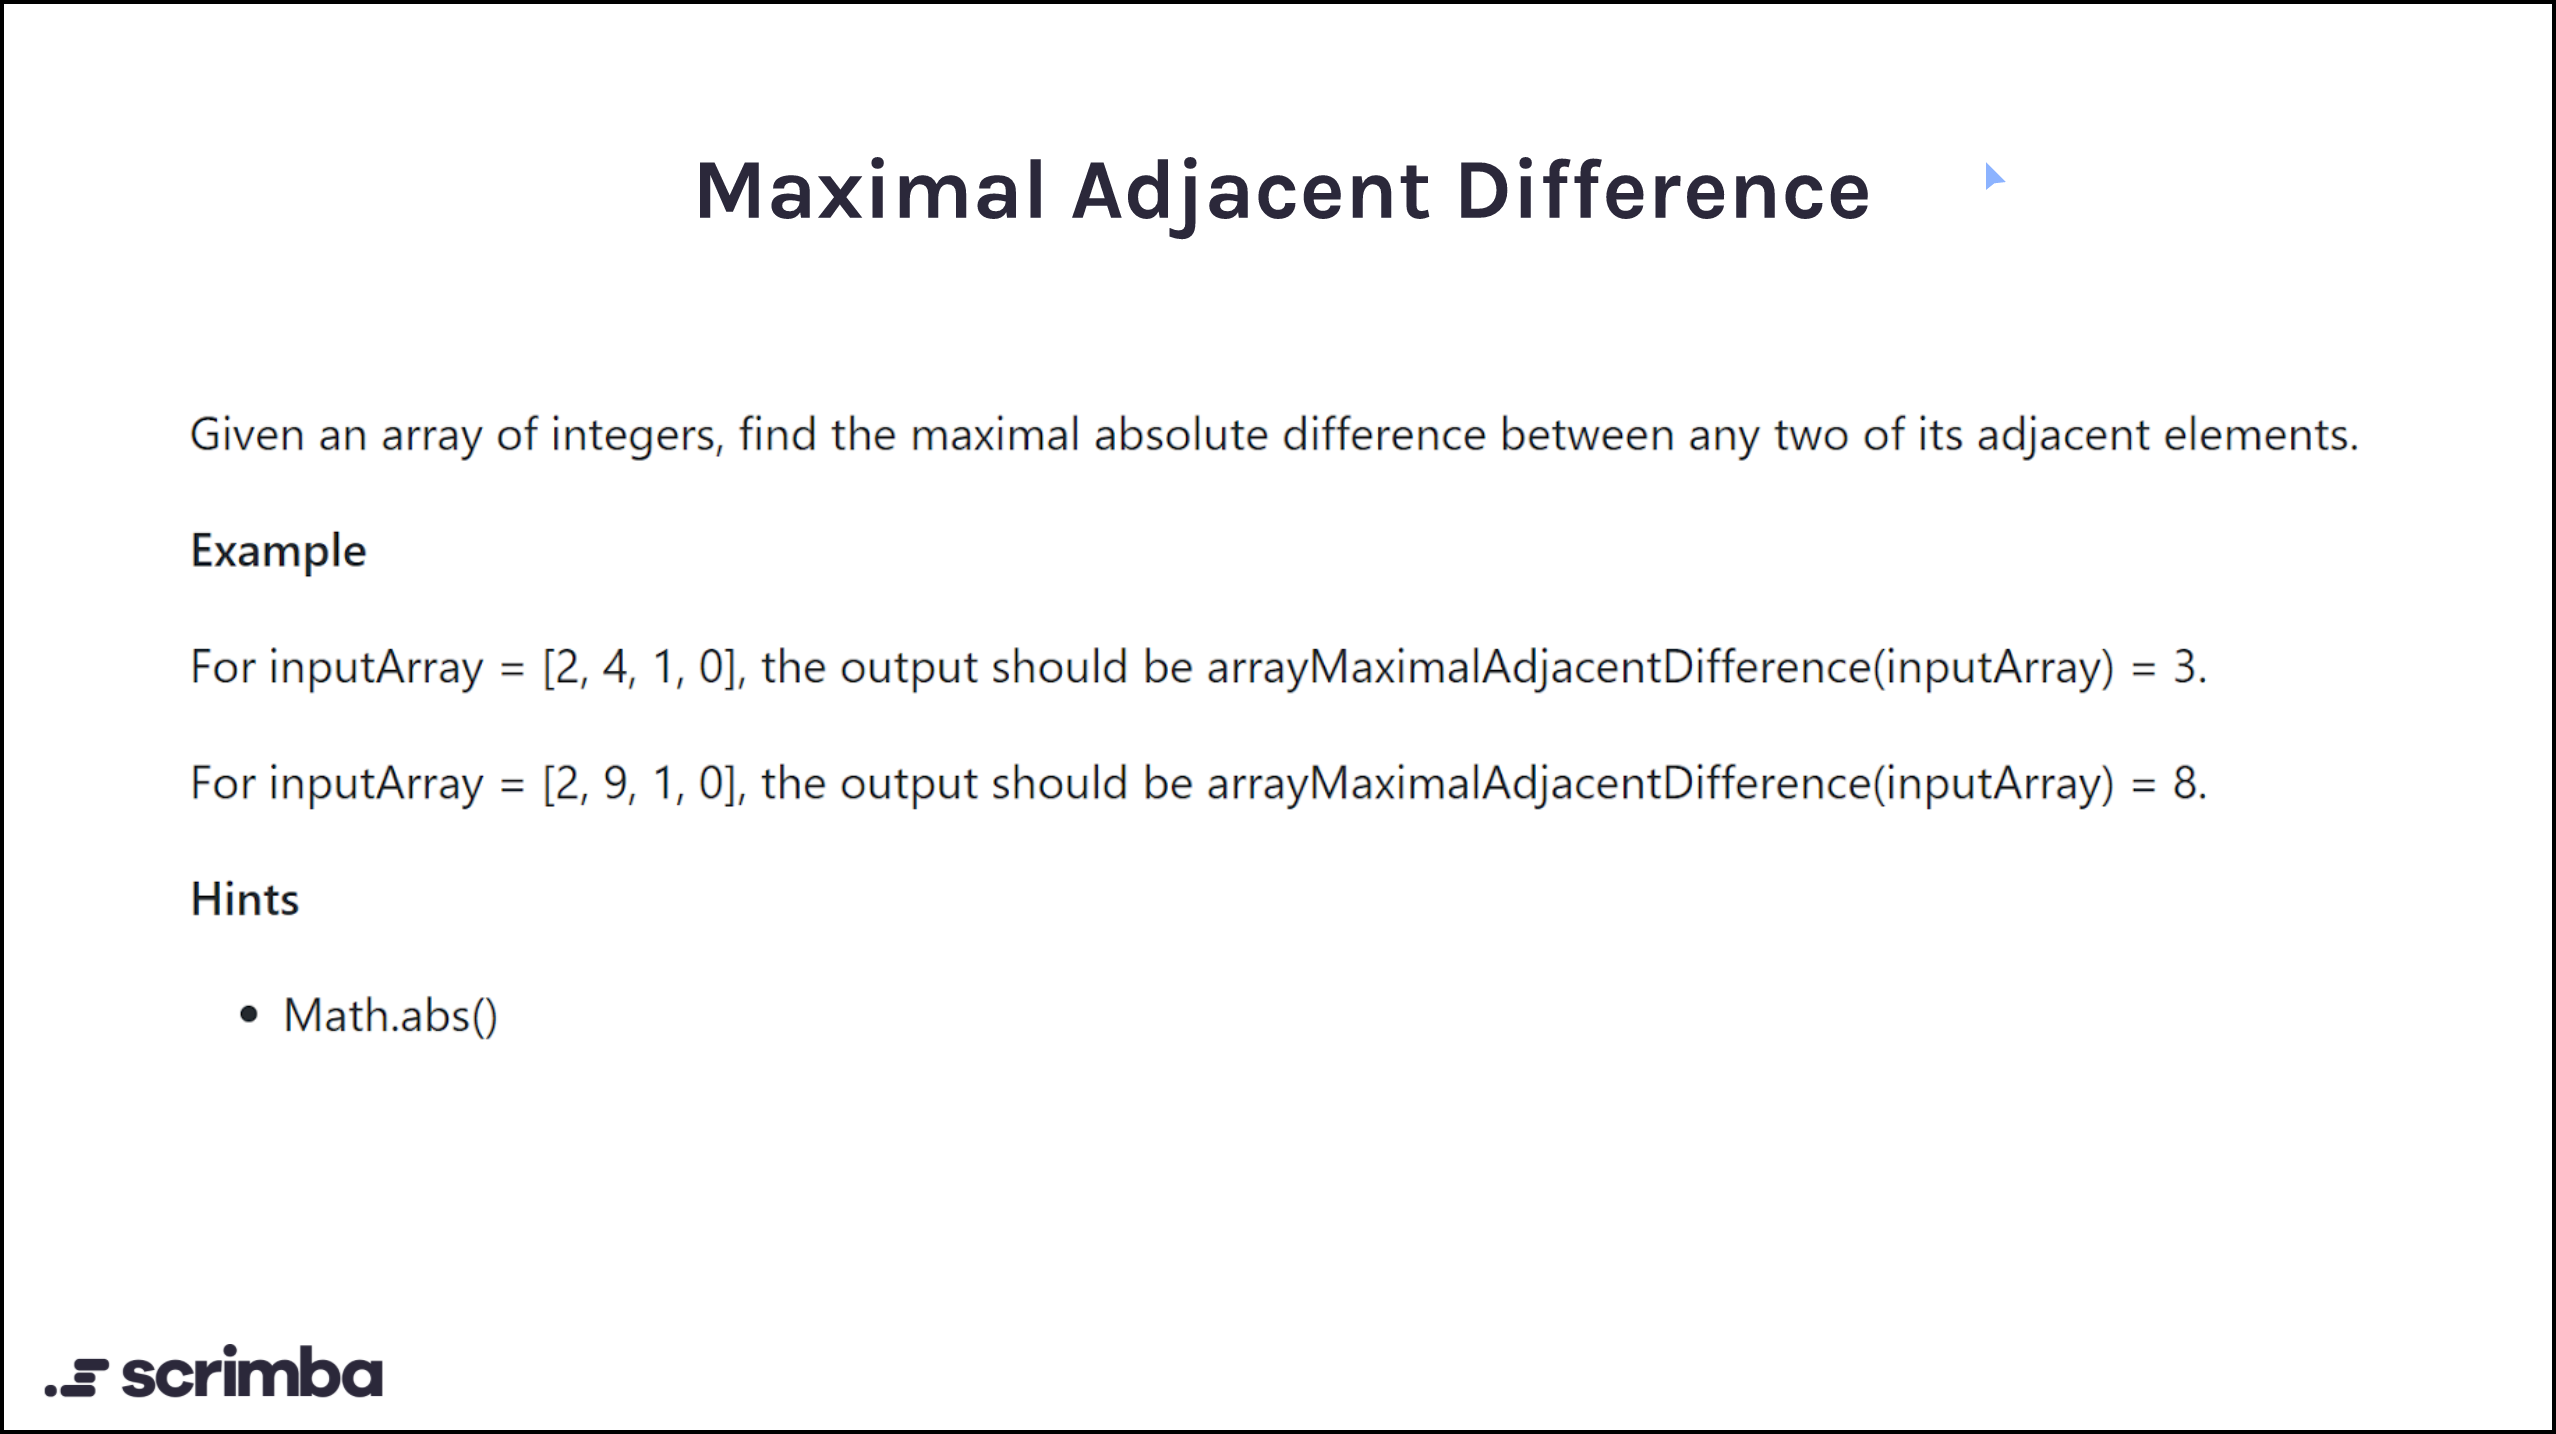 Maximal Adjacent Difference
Given an array of integers, find the maximal absolute difference between any two of its adjacent elements.
Example
For inputArray = [2, 4, 1, 0], the output should be arrayMaximalAdjacentDifference(inputArray) = 3.
For inputArray = [2, 9, 1, 0], the output should be arrayMaximalAdjacentDifference(inputArray) = 8.
Hints
• Math.abs()
scrimba